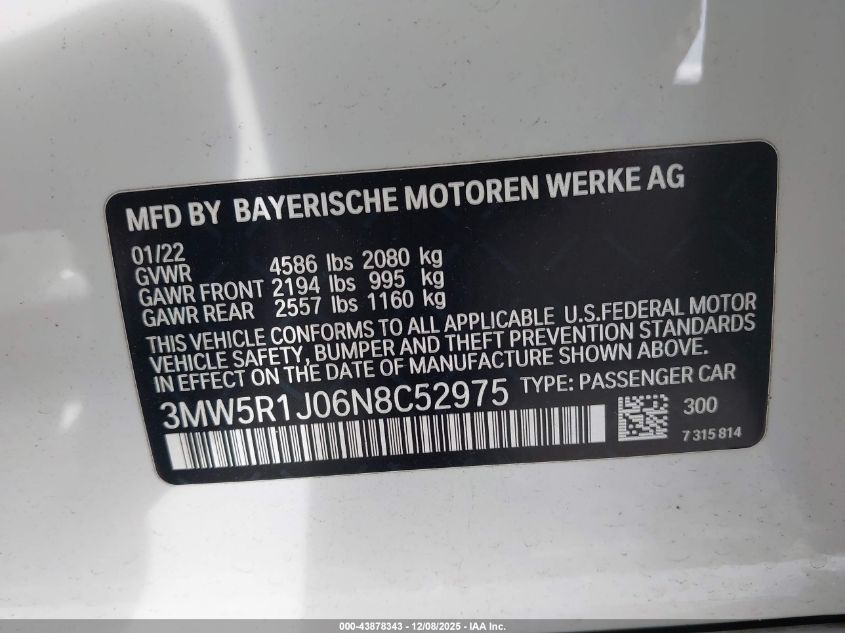 MFD BY BAYERISCHE MOTOREN WERKE AG
01/22
GVWR 4586 lbs 2080 kg
GAWR FRONT 2194 lbs 995 kg
GAWR REAR 2557 lbs 1160 kg
THIS VEHICLE CONFORMS TO ALL APPLICABLE U.S.FEDERAL MOTOR
VEHICLE SAFETY, BUMPER AND THEFT PREVENTION STANDARDS
IN EFFECT ON THE DATE OF MANUFACTURE SHOWN ABOVE.
3MW5R1J06N8C52975 TYPE: PASSENGER CAR
300
7 315 814
000-43878343 - 12/08/2025 - IAA Inc.